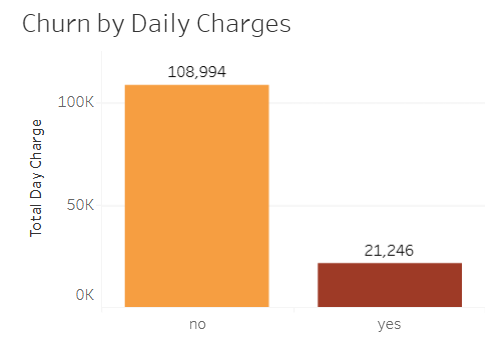 Churn by Daily Charges
Total Day Charge
100K
50K
0K
108,994
21,246
no
yes